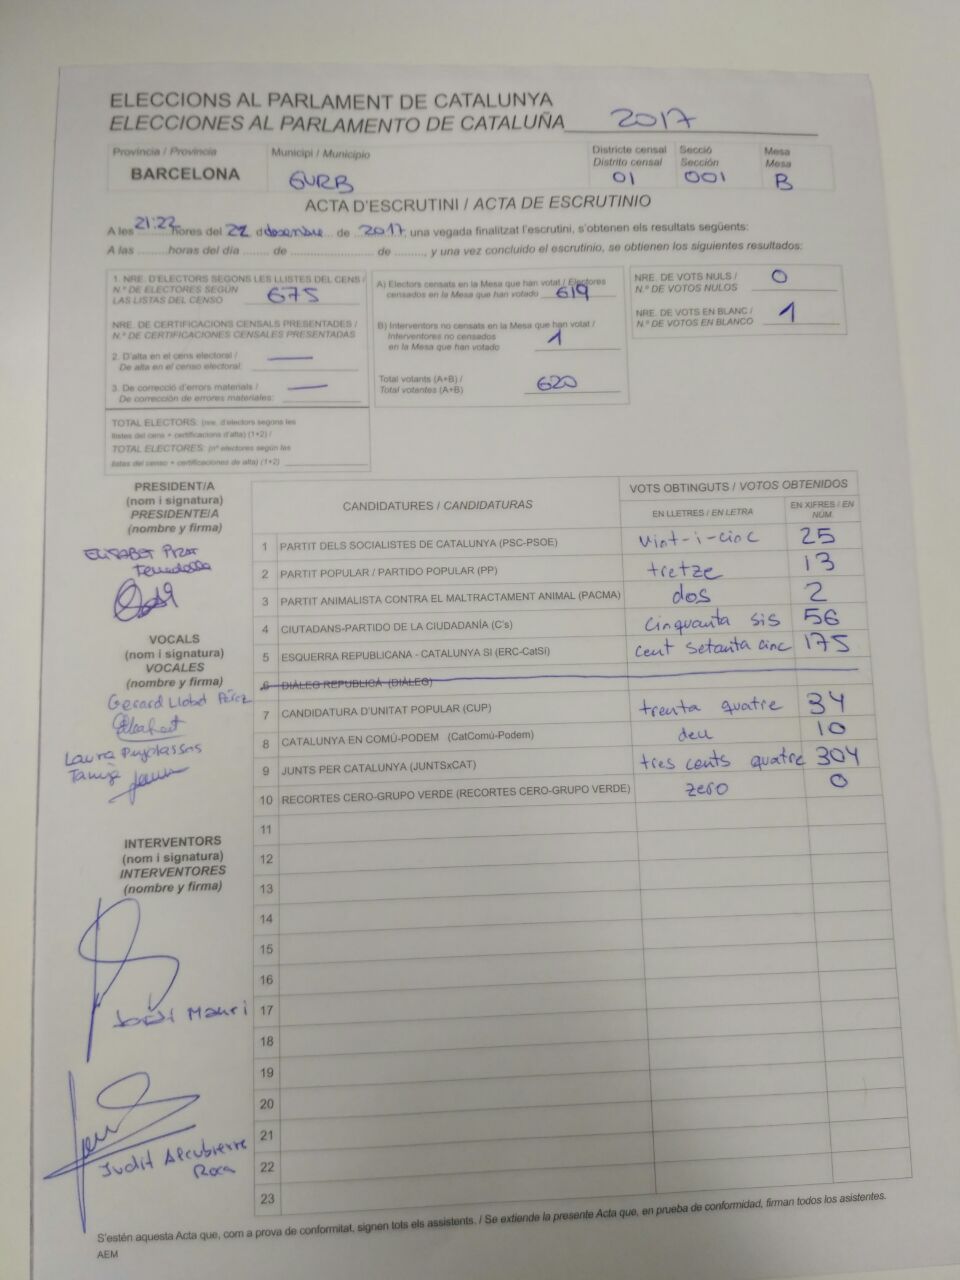 ELECCIONS AL PARLAMENT DE CATALUNYA
ELECCIONES AL PARLAMENTO DE CATALUÑA 2017
Provincia / Provincia
BARCELONA
Municipi / Municipio
GURB
Districte censal
Distrito censal
01
Secció
Sección
001
Mesa
Mesa
B
ACTA D'ESCRUTINI / ACTA DE ESCRUTINIO
A les 21:22 hores del 22 desembre de 2017, una vegada finalitzat l'escrutini, s'obtenen els resultats següents:
A las ........horas del día ...... de ...................... de ........, y una vez concluido el escrutinio, se obtienen los siguientes resultados:
1. NRE. D'ELECTORS SEGONS LES LLISTES DEL CENS /
N.º DE ELECTORES SEGÚN
LAS LISTAS DEL CENSO 675
NRE. DE CERTIFICACIONS CENSALS PRESENTADES /
N.º DE CERTIFICACIONES CENSALES PRESENTADAS
2. D'alta en el cens electoral /
De alta en el censo electoral: —
3. De correcció d'errors materials /
De corrección de errores materiales: —
TOTAL ELECTORS: (nre. d'electors segons les
llistes del cens + certificacions d'alta) (1+2) /
TOTAL ELECTORES: (nº electores según las
listas del censo + certificaciones de alta) (1+2)
A) Electors censats en la Mesa que han votat / Electores
censados en la Mesa que han votado 619
B) Interventors no censats en la Mesa que han votat /
Interventores no censados
en la Mesa que han votado 1
Total votants (A+B) /
Total votantes (A+B) 620
NRE. DE VOTS NULS /
N.º DE VOTOS NULOS 0
NRE. DE VOTS EN BLANC /
N.º DE VOTOS EN BLANCO 1
PRESIDENT/A
(nom i signatura)
PRESIDENTE/A
(nombre y firma)
ELISABET
VOCALS
(nom i signatura)
VOCALES
(nombre y firma)
Gerard Llobet Pérez
Laura Pujolassos
INTERVENTORS
(nom i signatura)
INTERVENTORES
(nombre y firma)
Jordi Mauri
Judit Alcubierre
Roca
CANDIDATURES / CANDIDATURAS
VOTS OBTINGUTS / VOTOS OBTENIDOS
EN LLETRES / EN LETRA
EN XIFRES / EN NÚM.
1 PARTIT DELS SOCIALISTES DE CATALUNYA (PSC-PSOE) vint-i-cinc 25
2 PARTIT POPULAR / PARTIDO POPULAR (PP) tretze 13
3 PARTIT ANIMALISTA CONTRA EL MALTRACTAMENT ANIMAL (PACMA) dos 2
4 CIUTADANS-PARTIDO DE LA CIUDADANÍA (C's) cinquanta sis 56
5 ESQUERRA REPUBLICANA - CATALUNYA SÍ (ERC-CatSí) cent setanta cinc 175
6 DIÀLEG REPUBLICÀ (DIÀLEG)
7 CANDIDATURA D'UNITAT POPULAR (CUP) trenta quatre 34
8 CATALUNYA EN COMÚ-PODEM (CatComú-Podem) deu 10
9 JUNTS PER CATALUNYA (JUNTSxCAT) tres cents quatre 304
10 RECORTES CERO-GRUPO VERDE (RECORTES CERO-GRUPO VERDE) zero 0
11
12
13
14
15
16
17
18
19
20
21
22
23
S'estén aquesta Acta que, com a prova de conformitat, signen tots els assistents. / Se extiende la presente Acta que, en prueba de conformidad, firman todos los asistentes.
AEM